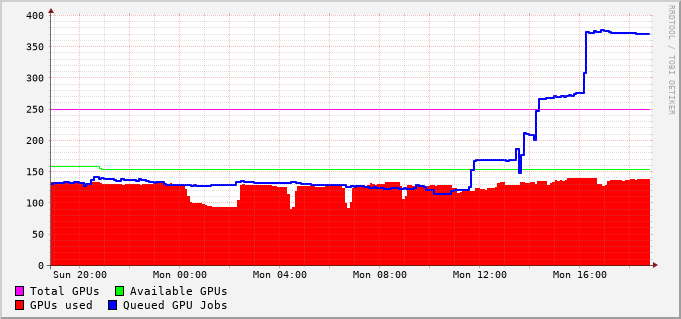 400
350
300
250
200
150
100
50
0
Sun 20:00 Mon 00:00 Mon 04:00 Mon 08:00 Mon 12:00 Mon 16:00
Total GPUs Available GPUs
GPUs used Queued GPU Jobs
RRDTOOL / TOBI OETIKER